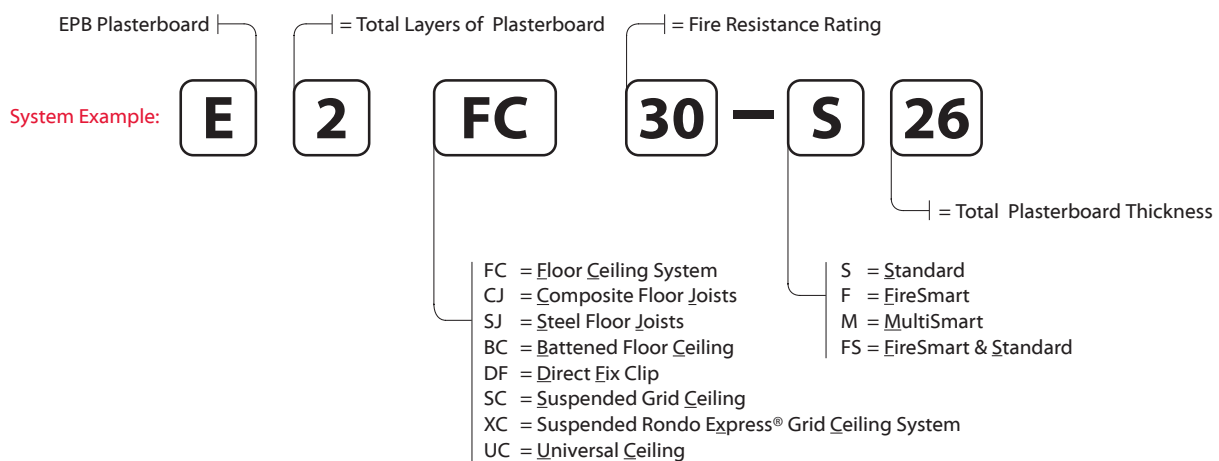 EPB Plasterboard
= Total Layers of Plasterboard
= Fire Resistance Rating
System Example: E 2 FC 30 – S 26
= Total Plasterboard Thickness
FC = Floor Ceiling System
CJ = Composite Floor Joists
SJ = Steel Floor Joists
BC = Battened Floor Ceiling
DF = Direct Fix Clip
SC = Suspended Grid Ceiling
XC = Suspended Rondo Express® Grid Ceiling System
UC = Universal Ceiling
S = Standard
F = FireSmart
M = MultiSmart
FS = FireSmart & Standard